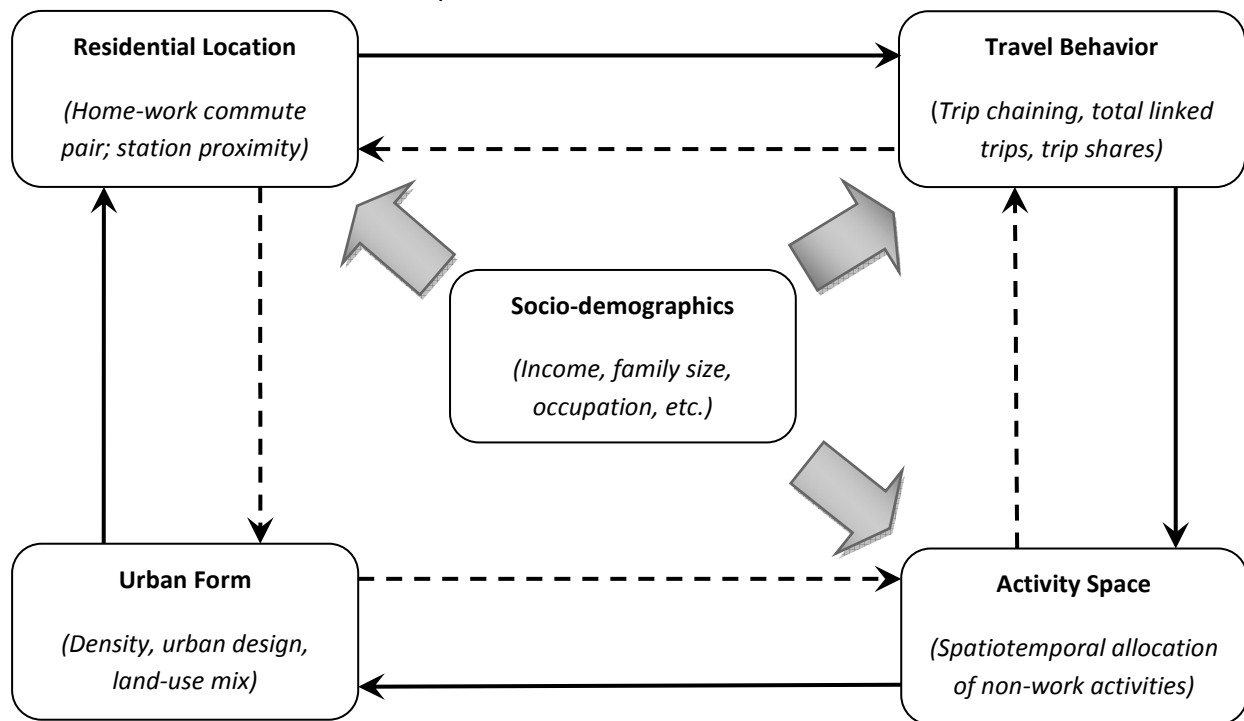 Residential Location
(Home-work commute
pair; station proximity)
Travel Behavior
(Trip chaining, total linked
trips, trip shares)
Socio-demographics
(Income, family size,
occupation, etc.)
Urban Form
(Density, urban design,
land-use mix)
Activity Space
(Spatiotemporal allocation
of non-work activities)